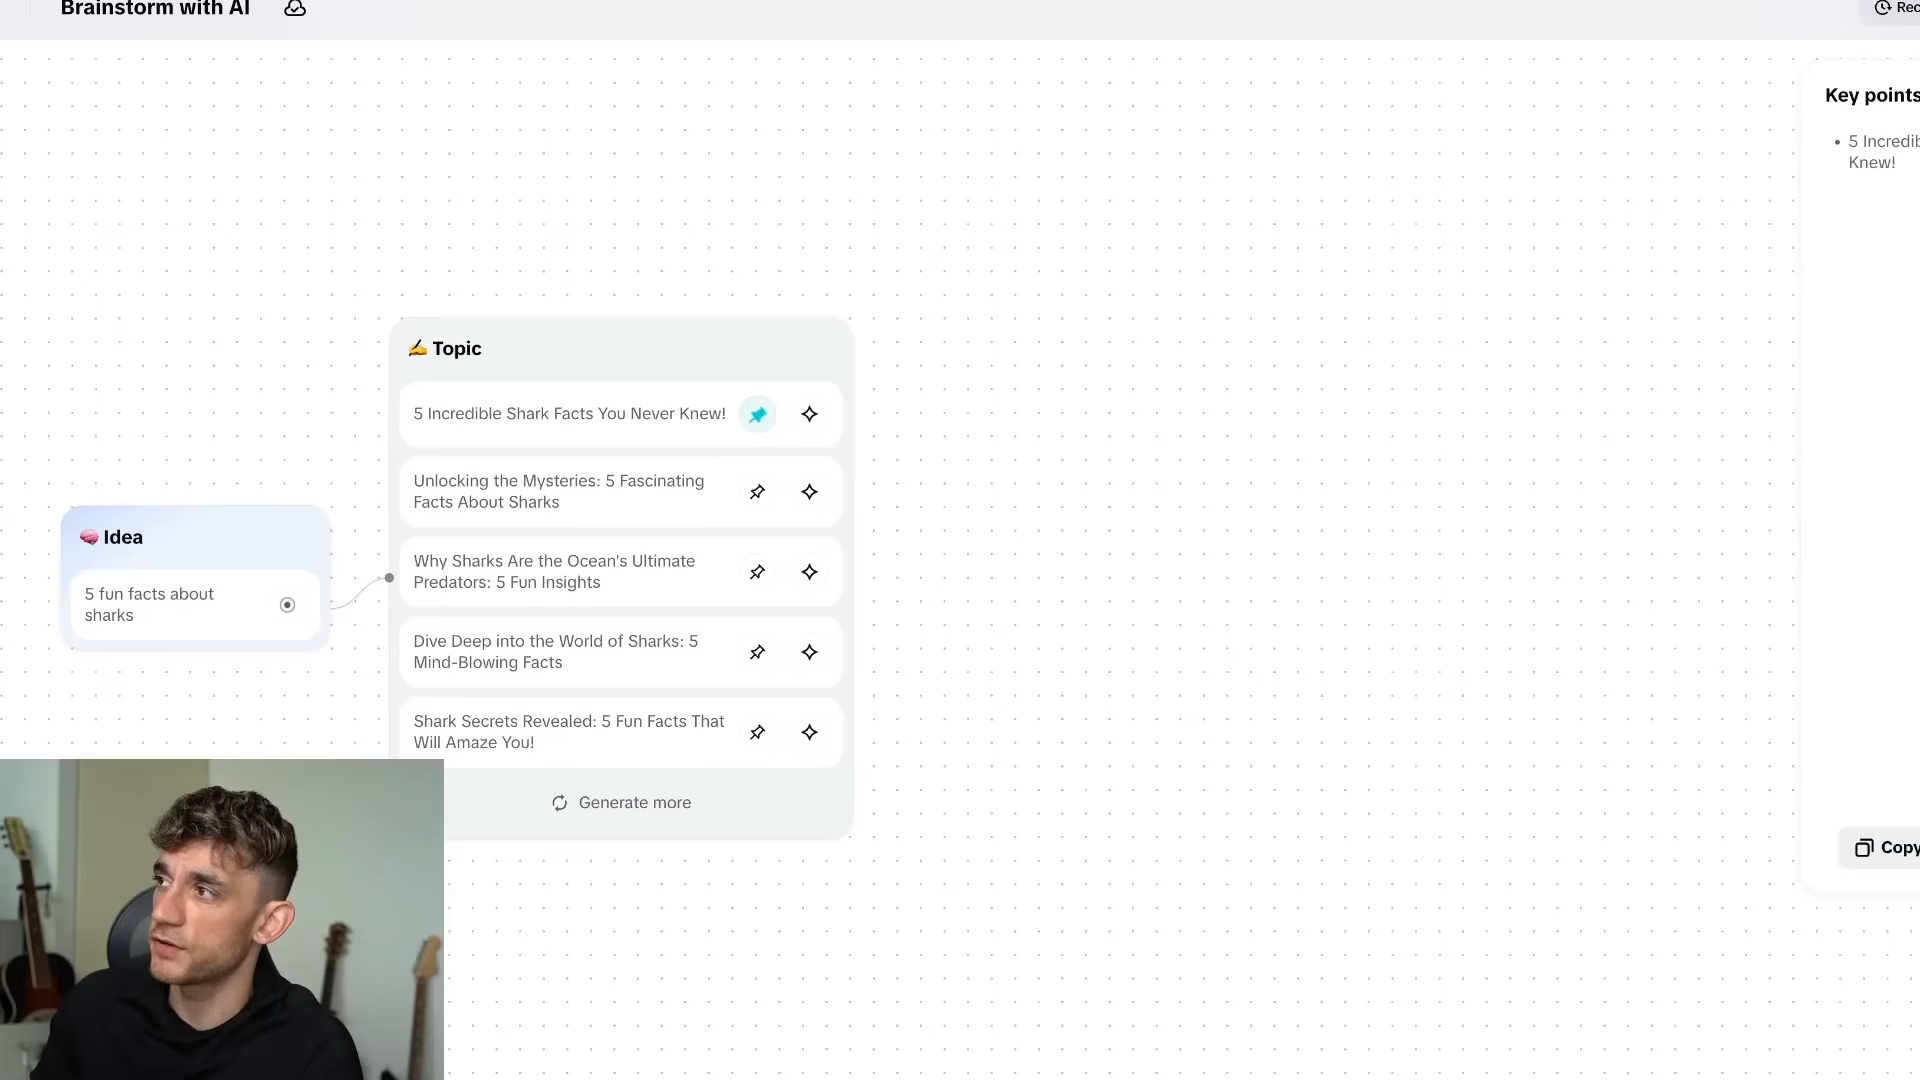 Brainstorm with AI
Rec
Key points
• 5 Incredib
Knew!
✍️ Topic
5 Incredible Shark Facts You Never Knew!
Unlocking the Mysteries: 5 Fascinating
Facts About Sharks
Why Sharks Are the Ocean's Ultimate
Predators: 5 Fun Insights
Dive Deep into the World of Sharks: 5
Mind-Blowing Facts
Shark Secrets Revealed: 5 Fun Facts That
Will Amaze You!
Generate more
🧠 Idea
5 fun facts about
sharks
Copy